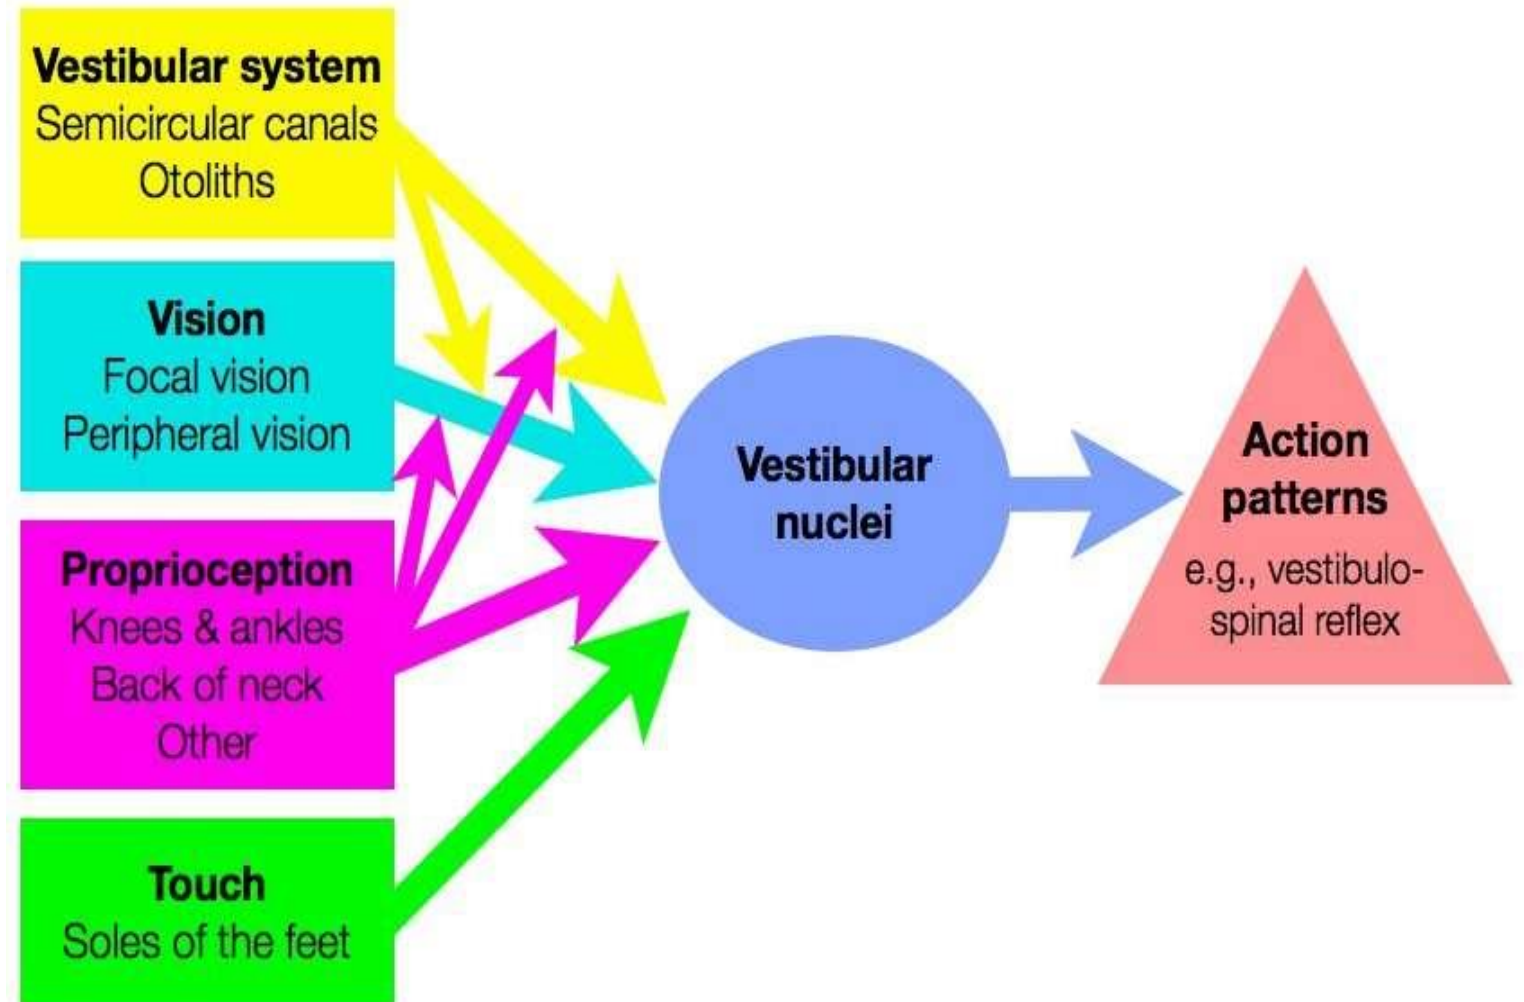 Vestibular system
Semicircular canals
Otoliths
Vision
Focal vision
Peripheral vision
Proprioception
Knees & ankles
Back of neck
Other
Touch
Soles of the feet
Vestibular
nuclei
Action
patterns
e.g., vestibulo-
spinal reflex